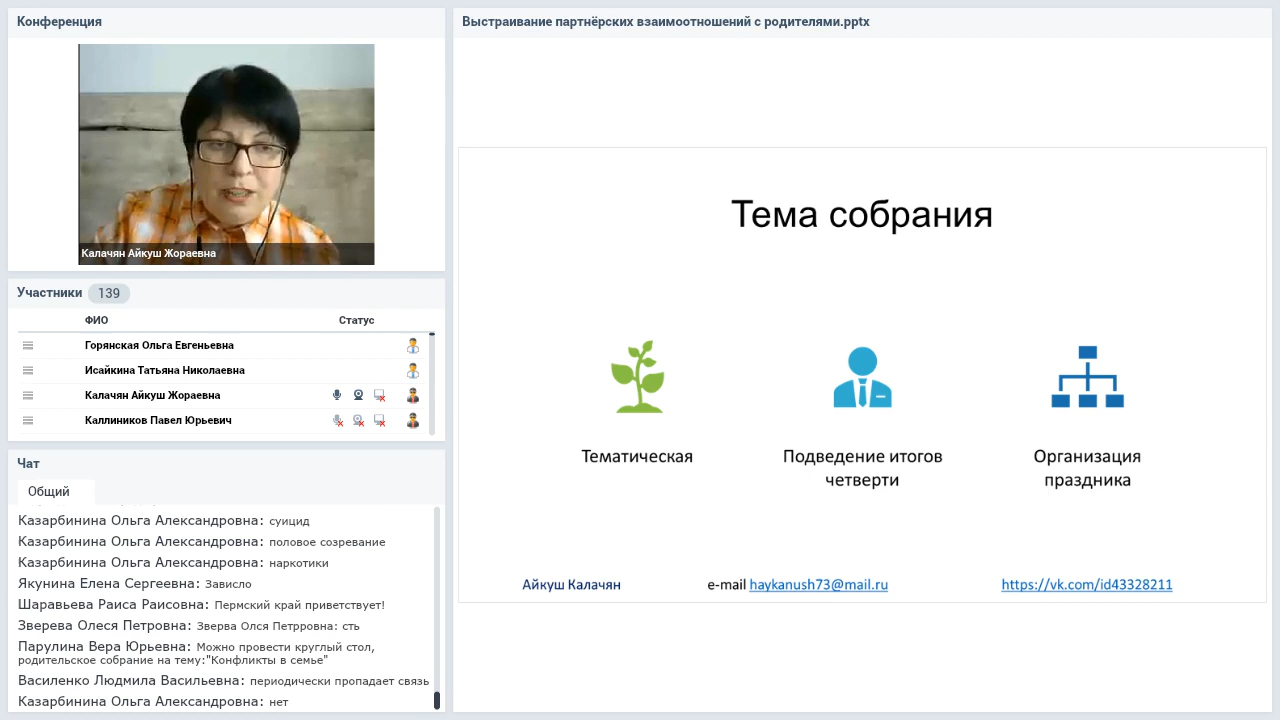 Конференция
Калачян Айкуш Жораевна
Участники 139
ФИО Статус
Горянская Ольга Евгеньевна
Исайкина Татьяна Николаевна
Калачян Айкуш Жораевна
Каллиников Павел Юрьевич
Чат
Общий
Казарбинина Ольга Александровна: суицид
Казарбинина Ольга Александровна: половое созревание
Казарбинина Ольга Александровна: наркотики
Якунина Елена Сергеевна: Зависло
Шаравьева Раиса Раисовна: Пермский край приветствует!
Зверева Олеся Петровна: Зверва Олся Петрровна: сть
Парулина Вера Юрьевна: Можно провести круглый стол,
родительское собрание на тему:"Конфликты в семье"
Василенко Людмила Васильевна: периодически пропадает связь
Казарбинина Ольга Александровна: нет
Выстраивание партнёрских взаимоотношений с родителями.pptx
Тема собрания
Тематическая
Подведение итогов
четверти
Организация
праздника
Айкуш Калачян e-mail haykanush73@mail.ru https://vk.com/id43328211